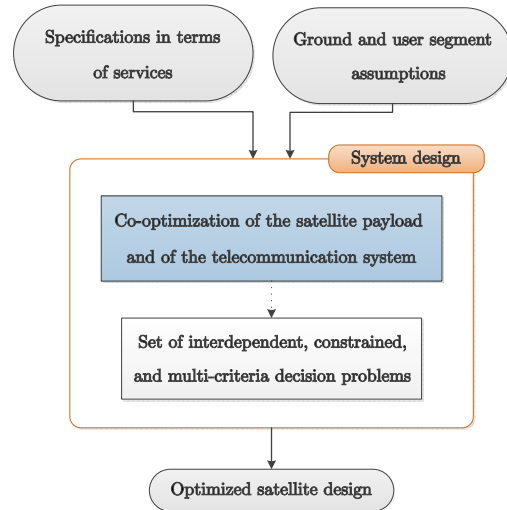 Specifications in terms
of services
Ground and user segment
assumptions
System design
Co-optimization of the satellite payload
and of the telecommunication system
Set of interdependent, constrained,
and multi-criteria decision problems
Optimized satellite design